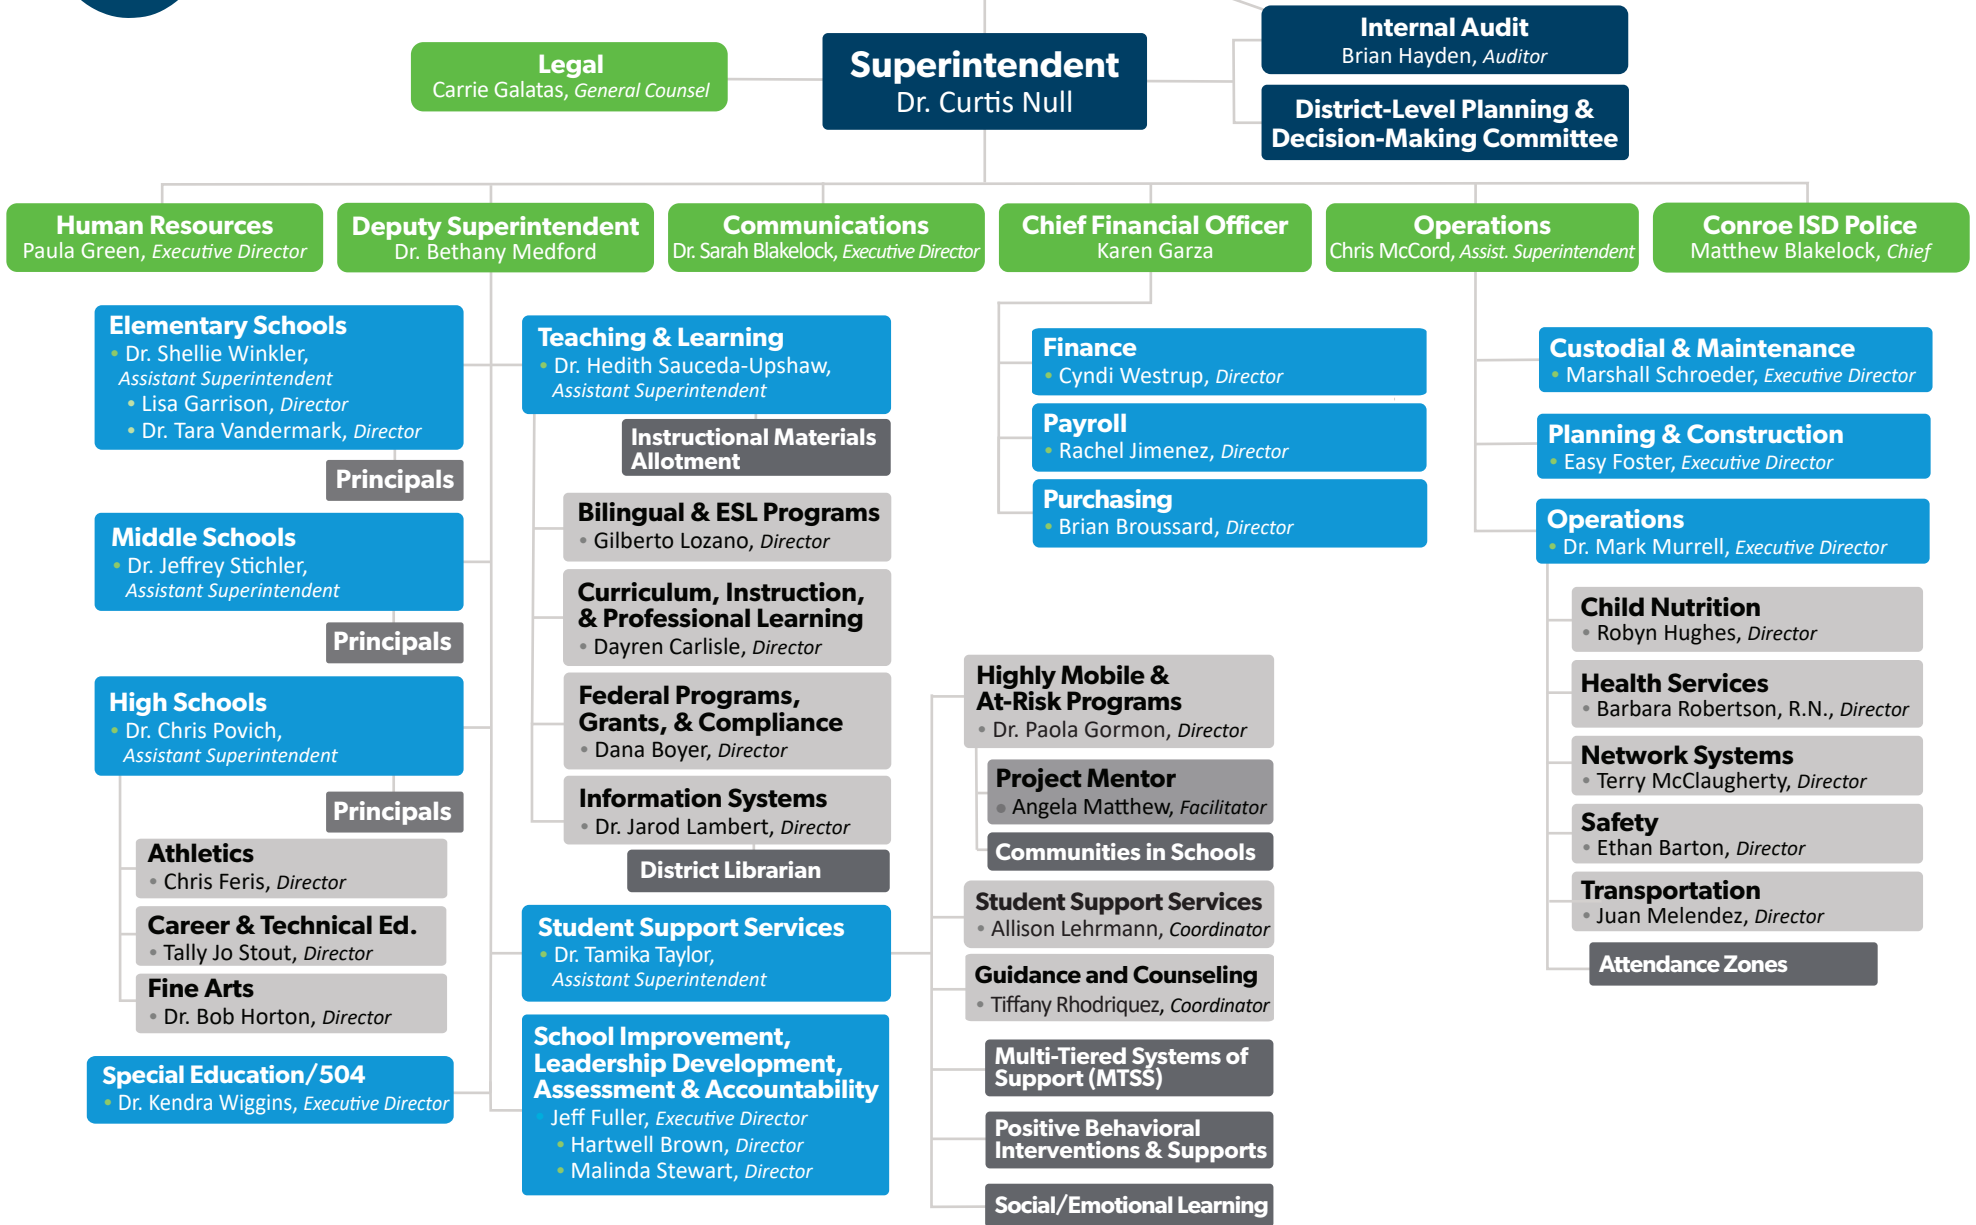 Internal Audit
Brian Hayden, Auditor
Legal
Carrie Galatas, General Counsel
Superintendent
Dr. Curtis Null
District-Level Planning &
Decision-Making Committee
Human Resources
Paula Green, Executive Director
Deputy Superintendent
Dr. Bethany Medford
Communications
Dr. Sarah Blakelock, Executive Director
Chief Financial Officer
Karen Garza
Operations
Chris McCord, Assist. Superintendent
Conroe ISD Police
Matthew Blakelock, Chief
Elementary Schools
• Dr. Shellie Winkler,
Assistant Superintendent
• Lisa Garrison, Director
• Dr. Tara Vandermark, Director
Principals
Middle Schools
• Dr. Jeffrey Stichler,
Assistant Superintendent
Principals
High Schools
• Dr. Chris Povich,
Assistant Superintendent
Principals
Athletics
• Chris Feris, Director
Career & Technical Ed.
• Tally Jo Stout, Director
Fine Arts
• Dr. Bob Horton, Director
Special Education/504
• Dr. Kendra Wiggins, Executive Director
Teaching & Learning
• Dr. Hedith Sauceda-Upshaw,
Assistant Superintendent
Instructional Materials
Allotment
Bilingual & ESL Programs
• Gilberto Lozano, Director
Curriculum, Instruction,
& Professional Learning
• Dayren Carlisle, Director
Federal Programs,
Grants, & Compliance
• Dana Boyer, Director
Information Systems
• Dr. Jarod Lambert, Director
District Librarian
Student Support Services
• Dr. Tamika Taylor,
Assistant Superintendent
School Improvement,
Leadership Development,
Assessment & Accountability
• Jeff Fuller, Executive Director
• Hartwell Brown, Director
• Malinda Stewart, Director
Highly Mobile &
At-Risk Programs
• Dr. Paola Gormon, Director
Project Mentor
• Angela Matthew, Facilitator
Communities in Schools
Student Support Services
• Allison Lehrmann, Coordinator
Guidance and Counseling
• Tiffany Rhodriquez, Coordinator
Multi-Tiered Systems of
Support (MTSS)
Positive Behavioral
Interventions & Supports
Social/Emotional Learning
Finance
• Cyndi Westrup, Director
Payroll
• Rachel Jimenez, Director
Purchasing
• Brian Broussard, Director
Custodial & Maintenance
• Marshall Schroeder, Executive Director
Planning & Construction
• Easy Foster, Executive Director
Operations
• Dr. Mark Murrell, Executive Director
Child Nutrition
• Robyn Hughes, Director
Health Services
• Barbara Robertson, R.N., Director
Network Systems
• Terry McClaugherty, Director
Safety
• Ethan Barton, Director
Transportation
• Juan Melendez, Director
Attendance Zones